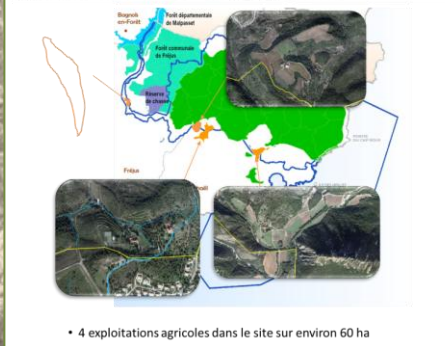 Bagnols
en-Forêt
Forêt départementale
de Malpasset
Forêt communale
de Fréjus
Réserve
de chasse
Fréjus
• 4 exploitations agricoles dans le site sur environ 60 ha